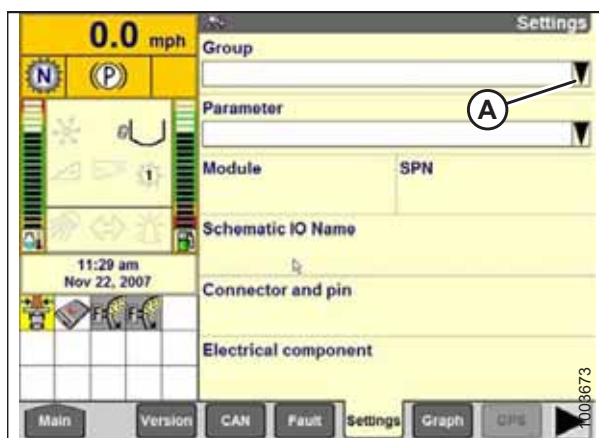 0.0 mph
Settings
Group
N
(P)
A
Parameter
Module
SPN
1
Schematic IO Name
11:29 am
Nov 22, 2007
Connector and pin
Electrical component
Main
Version
CAN
Fault
Settings
Graph
GPS
1003673